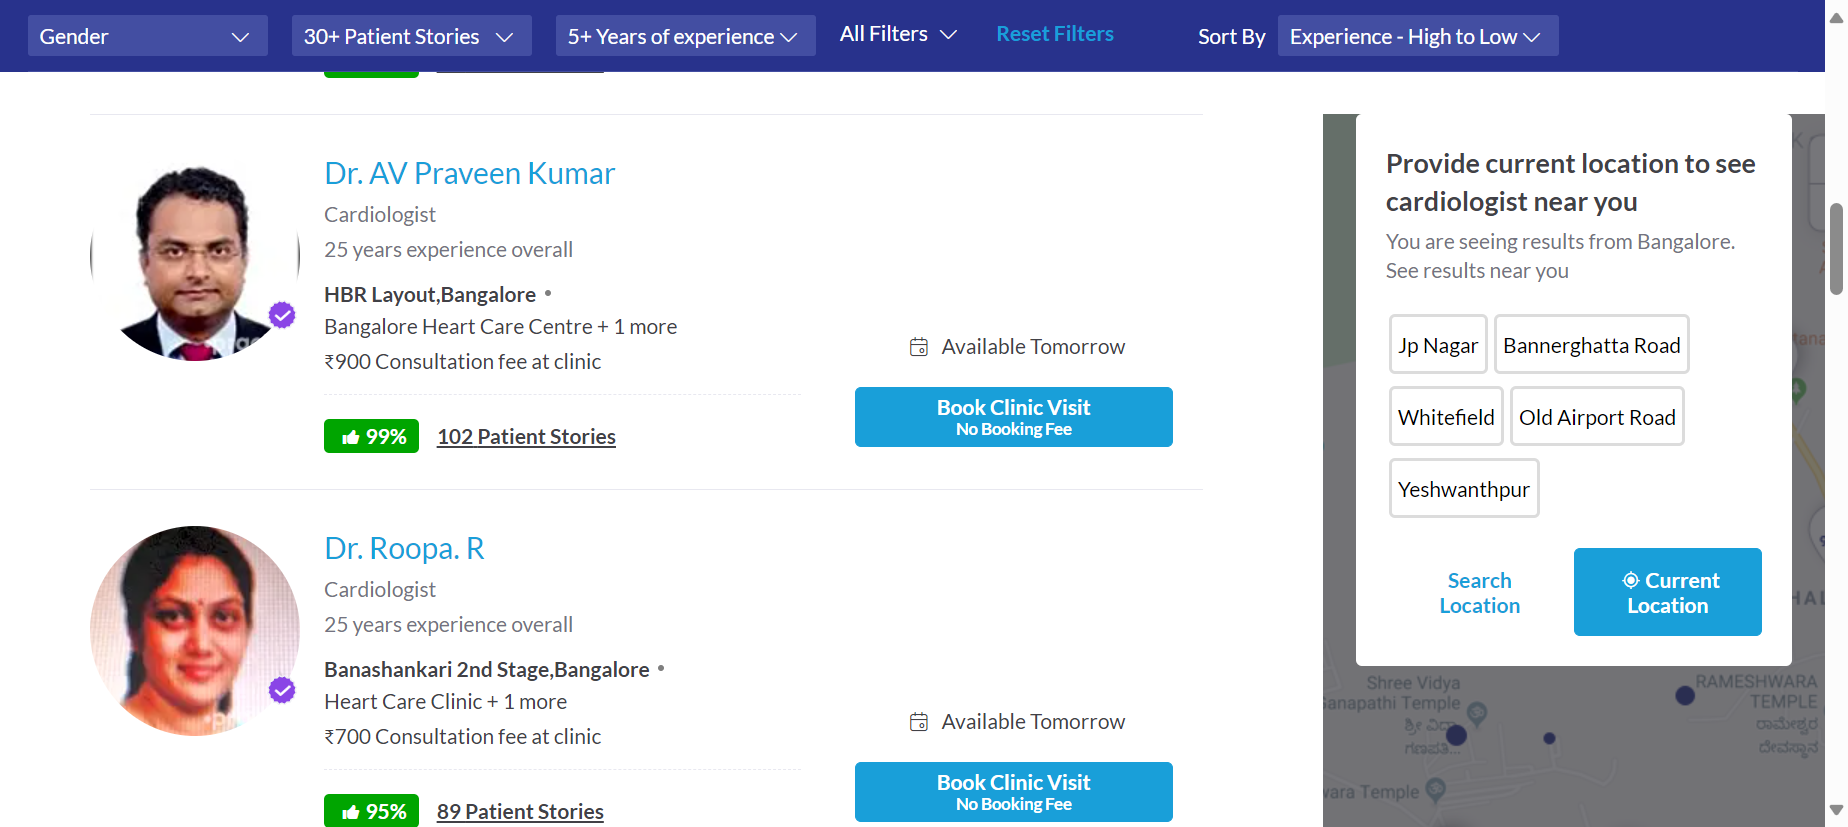 Gender
30+ Patient Stories
5+ Years of experience
All Filters
Reset Filters
Sort By
Experience - High to Low
Dr. AV Praveen Kumar
Cardiologist
25 years experience overall
HBR Layout,Bangalore •
Bangalore Heart Care Centre + 1 more
₹900 Consultation fee at clinic
99%
102 Patient Stories
Available Tomorrow
Book Clinic Visit
No Booking Fee
Dr. Roopa. R
Cardiologist
25 years experience overall
Banashankari 2nd Stage,Bangalore •
Heart Care Clinic + 1 more
₹700 Consultation fee at clinic
95%
89 Patient Stories
Available Tomorrow
Book Clinic Visit
No Booking Fee
Provide current location to see
cardiologist near you
You are seeing results from Bangalore.
See results near you
Jp Nagar
Bannerghatta Road
Whitefield
Old Airport Road
Yeshwanthpur
Search
Location
Current
Location
Shree Vidya
Ganapathi Temple
ಶ್ರೀ ವಿದ್ಯಾ
ಗಣಪತಿ...
RAMESHWARA
TEMPLE
ರಾಮೇಶ್ವರ
ದೇವಸ್ಥಾನ
wara Temple